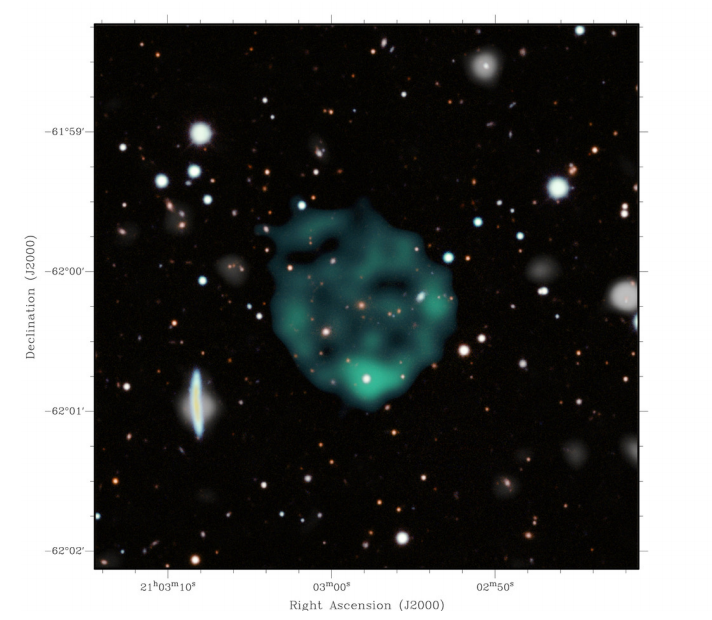 Declination (J2000)
−61°59′
−62°00′
−62°01′
−62°02′
21ʰ03ᵐ10ˢ
03ᵐ00ˢ
02ᵐ50ˢ
Right Ascension (J2000)